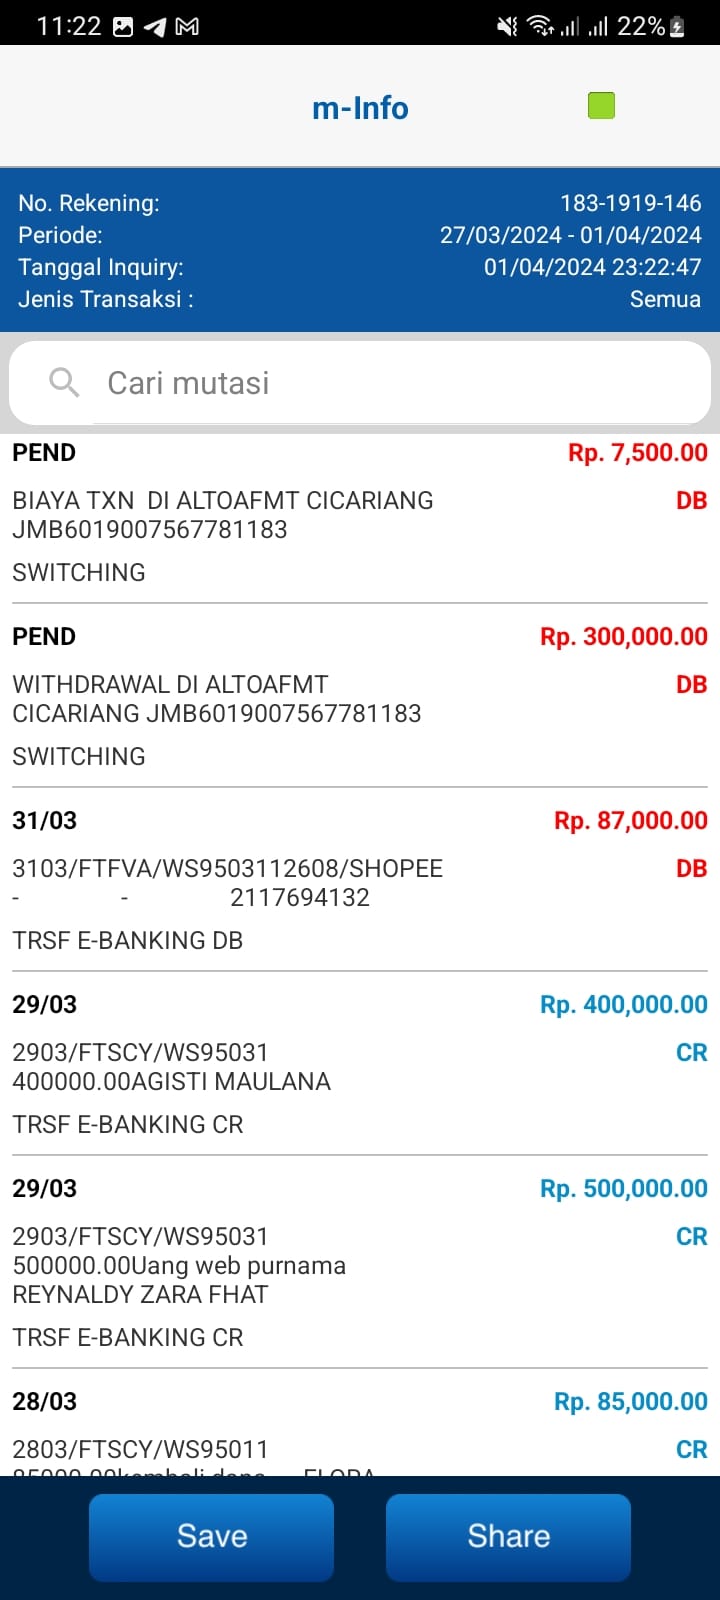 11:22
22%
m-Info
No. Rekening: 183-1919-146
Periode: 27/03/2024 - 01/04/2024
Tanggal Inquiry: 01/04/2024 23:22:47
Jenis Transaksi : Semua
Cari mutasi
PEND Rp. 7,500.00
BIAYA TXN  DI ALTOAFMT CICARIANG DB
JMB6019007567781183
SWITCHING
PEND Rp. 300,000.00
WITHDRAWAL DI ALTOAFMT DB
CICARIANG JMB6019007567781183
SWITCHING
31/03 Rp. 87,000.00
3103/FTFVA/WS9503112608/SHOPEE DB
- - 2117694132
TRSF E-BANKING DB
29/03 Rp. 400,000.00
2903/FTSCY/WS95031 CR
400000.00AGISTI MAULANA
TRSF E-BANKING CR
29/03 Rp. 500,000.00
2903/FTSCY/WS95031 CR
500000.00Uang web purnama
REYNALDY ZARA FHAT
TRSF E-BANKING CR
28/03 Rp. 85,000.00
2803/FTSCY/WS95011 CR
Save Share